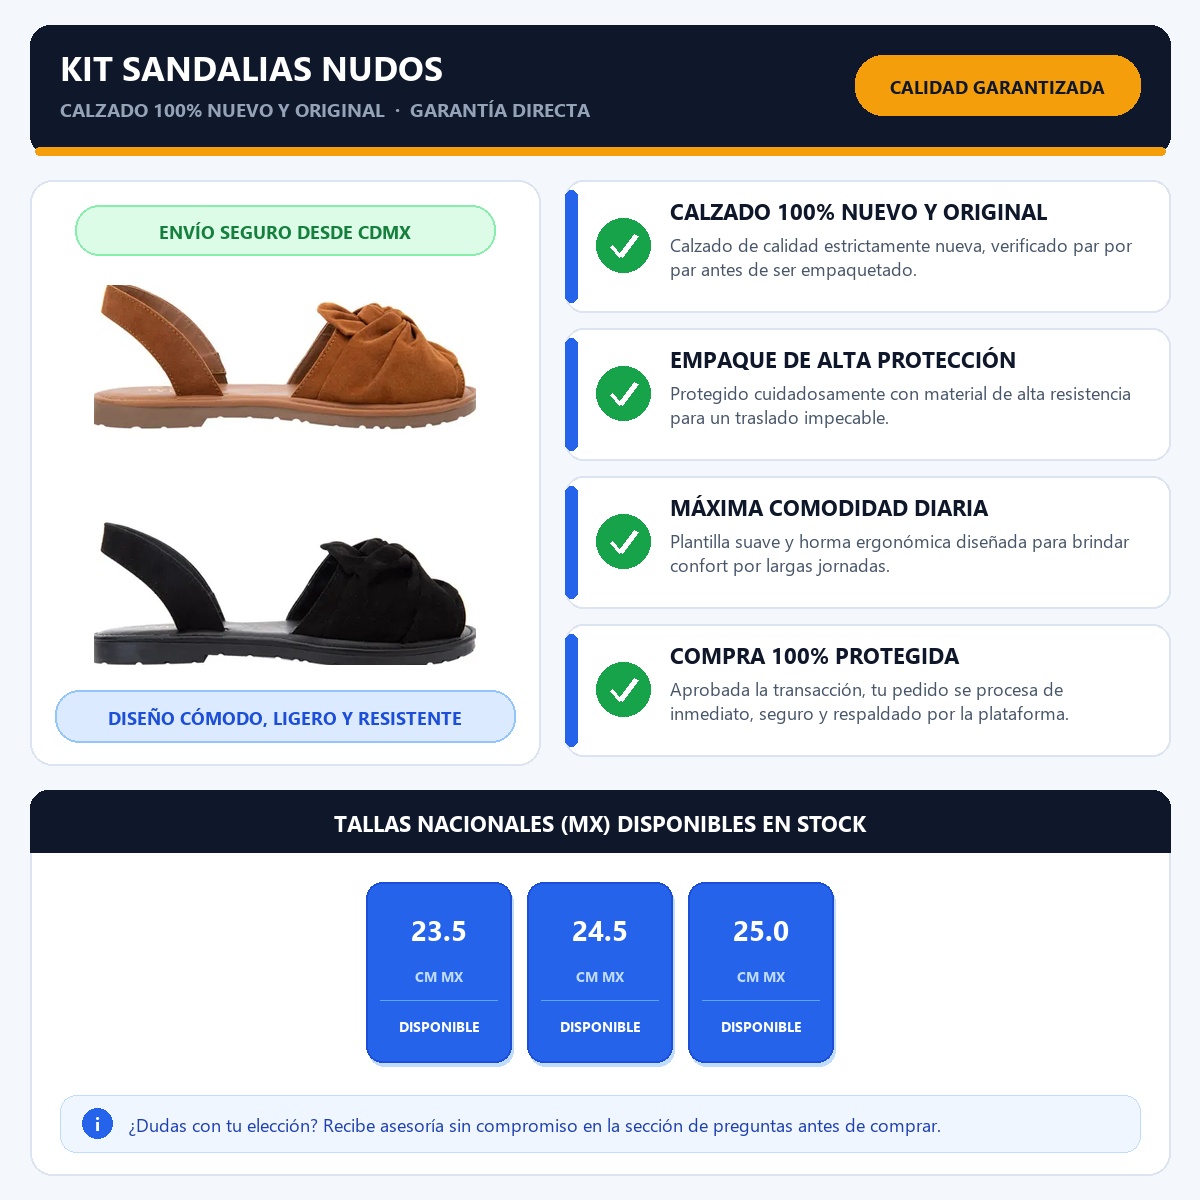 KIT SANDALIAS NUDOS
CALZADO 100% NUEVO Y ORIGINAL · GARANTÍA DIRECTA
CALIDAD GARANTIZADA
ENVÍO SEGURO DESDE CDMX
DISEÑO CÓMODO, LIGERO Y RESISTENTE
CALZADO 100% NUEVO Y ORIGINAL
Calzado de calidad estrictamente nueva, verificado par por
par antes de ser empaquetado.
EMPAQUE DE ALTA PROTECCIÓN
Protegido cuidadosamente con material de alta resistencia
para un traslado impecable.
MÁXIMA COMODIDAD DIARIA
Plantilla suave y horma ergonómica diseñada para brindar
confort por largas jornadas.
COMPRA 100% PROTEGIDA
Aprobada la transacción, tu pedido se procesa de
inmediato, seguro y respaldado por la plataforma.
TALLAS NACIONALES (MX) DISPONIBLES EN STOCK
23.5
CM MX
DISPONIBLE
24.5
CM MX
DISPONIBLE
25.0
CM MX
DISPONIBLE
¿Dudas con tu elección? Recibe asesoría sin compromiso en la sección de preguntas antes de comprar.